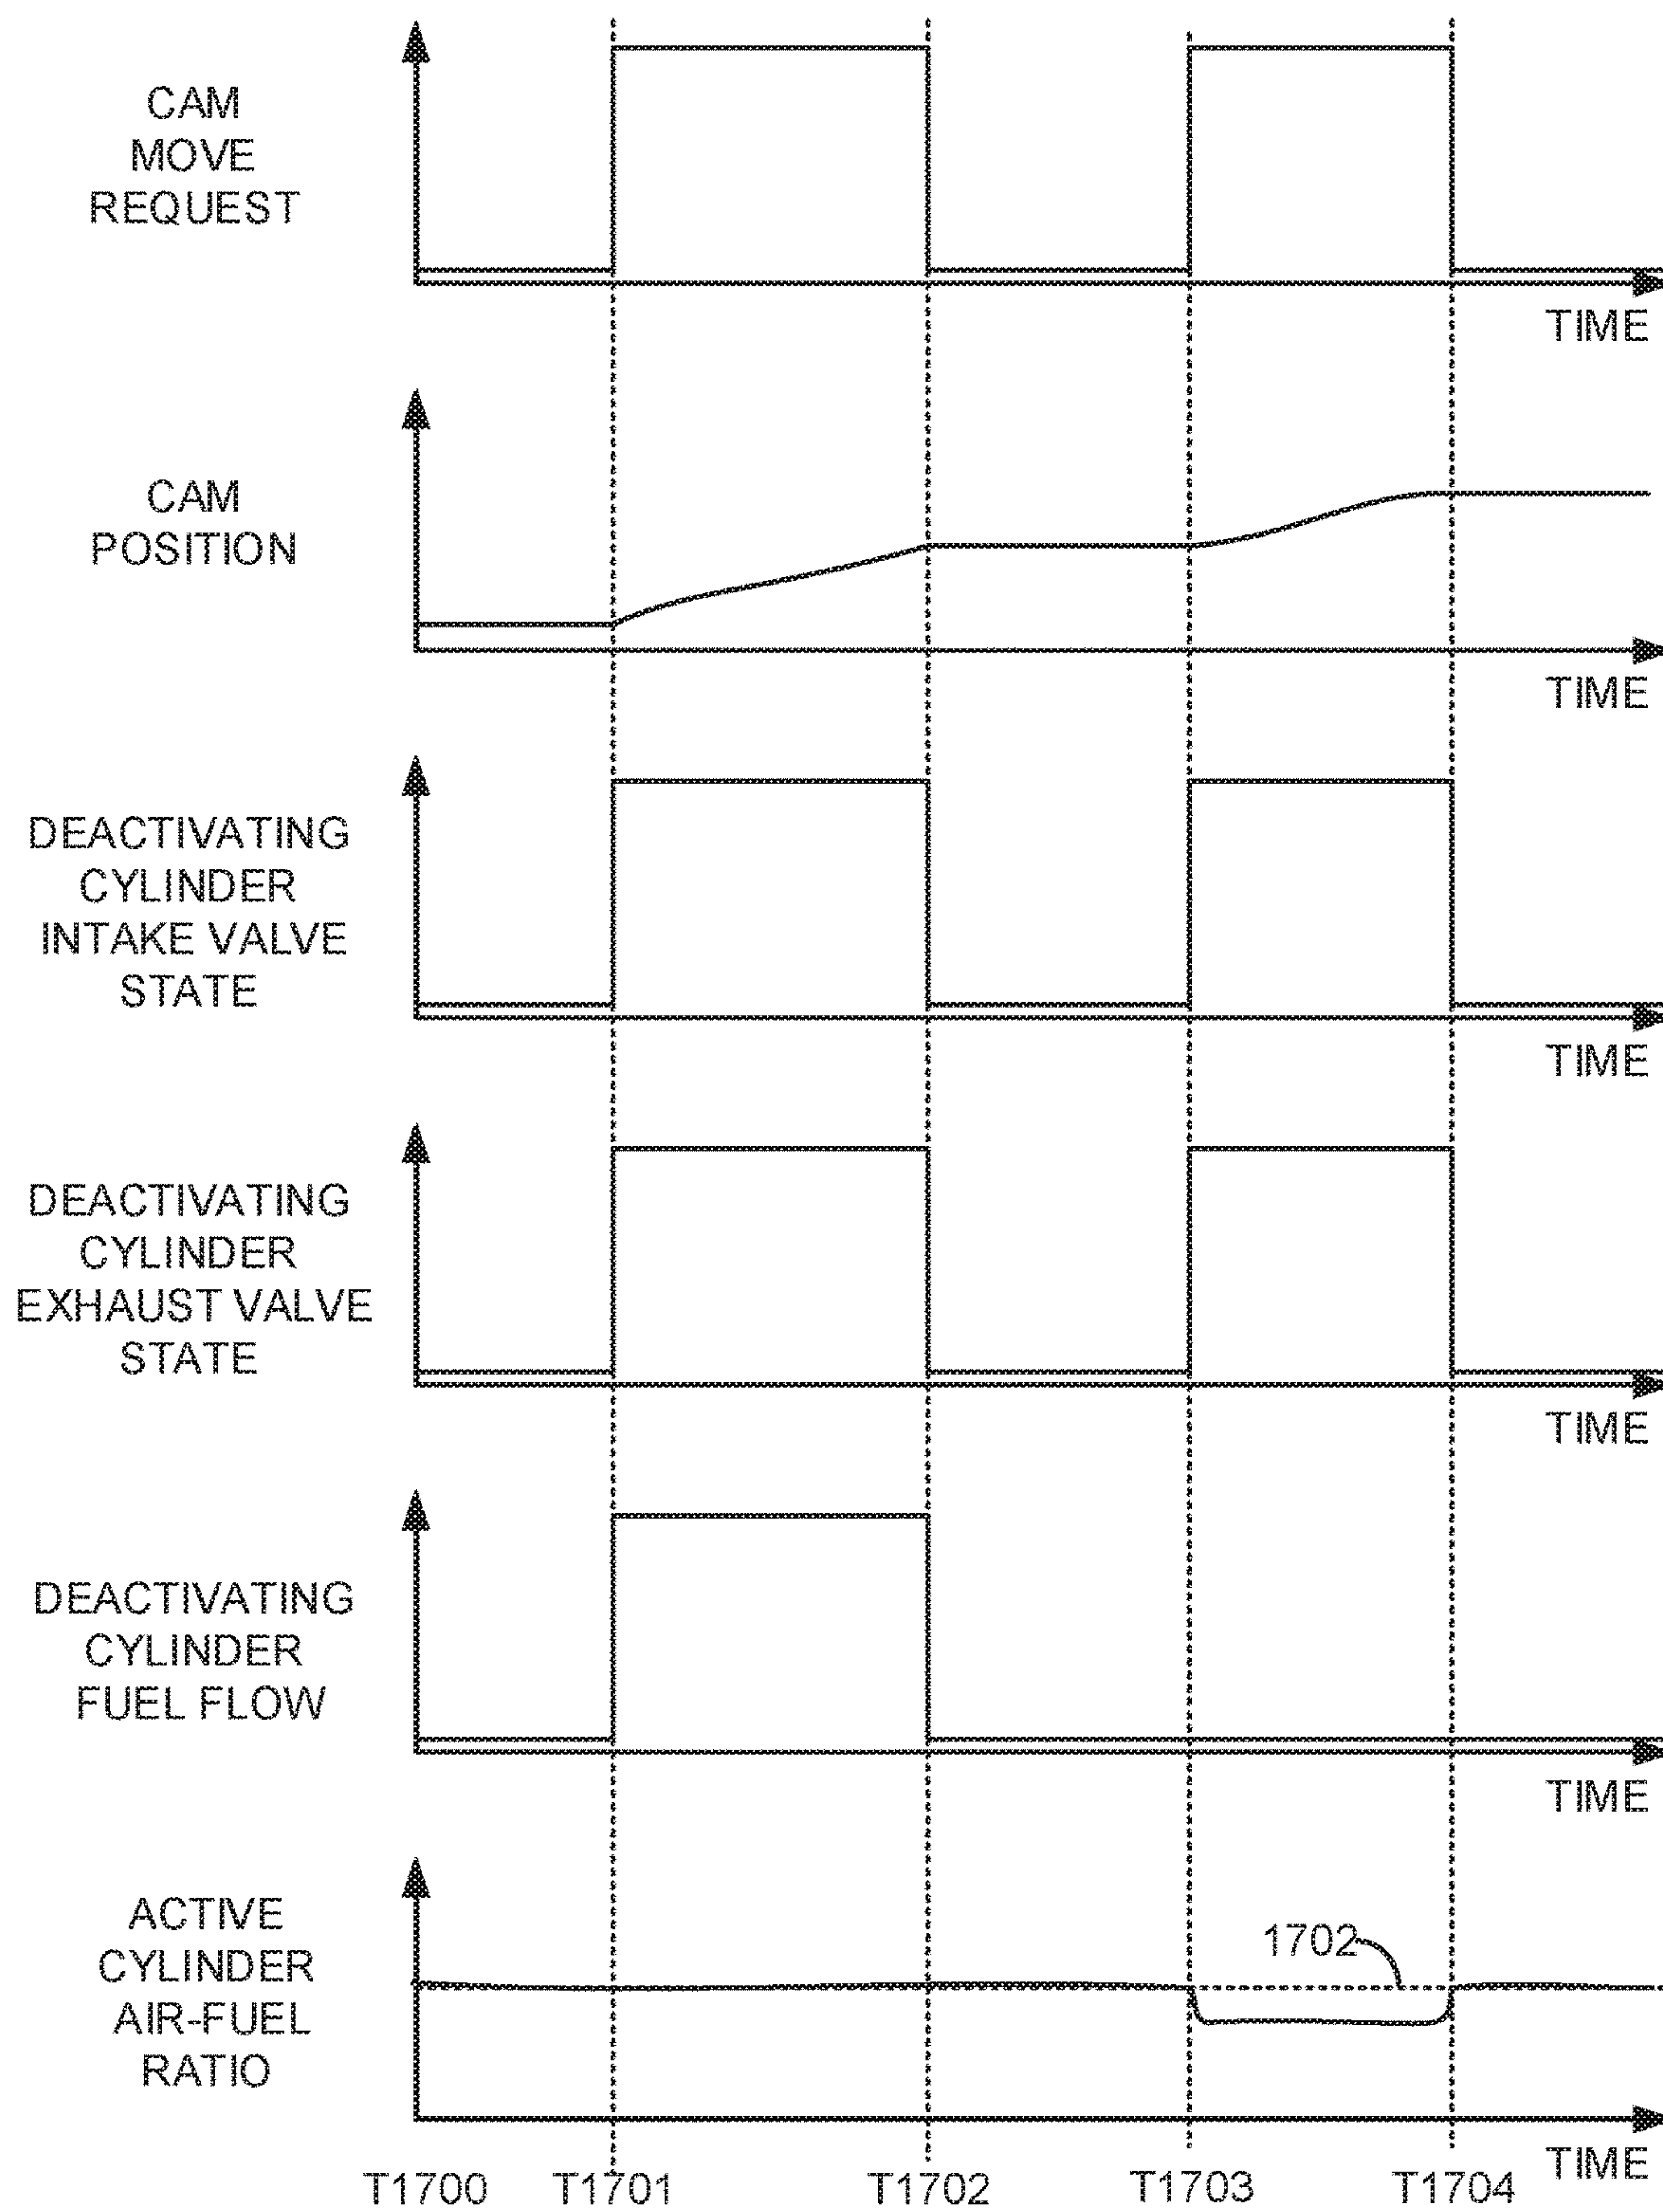 CAM
MOVE
REQUEST
TIME
CAM
POSITION
TIME
DEACTIVATING
CYLINDER
INTAKE VALVE
STATE
TIME
DEACTIVATING
CYLINDER
EXHAUST VALVE
STATE
TIME
DEACTIVATING
CYLINDER
FUEL FLOW
TIME
ACTIVE
CYLINDER
AIR-FUEL
RATIO
1702
TIME
T1700 T1701 T1702 T1703 T1704